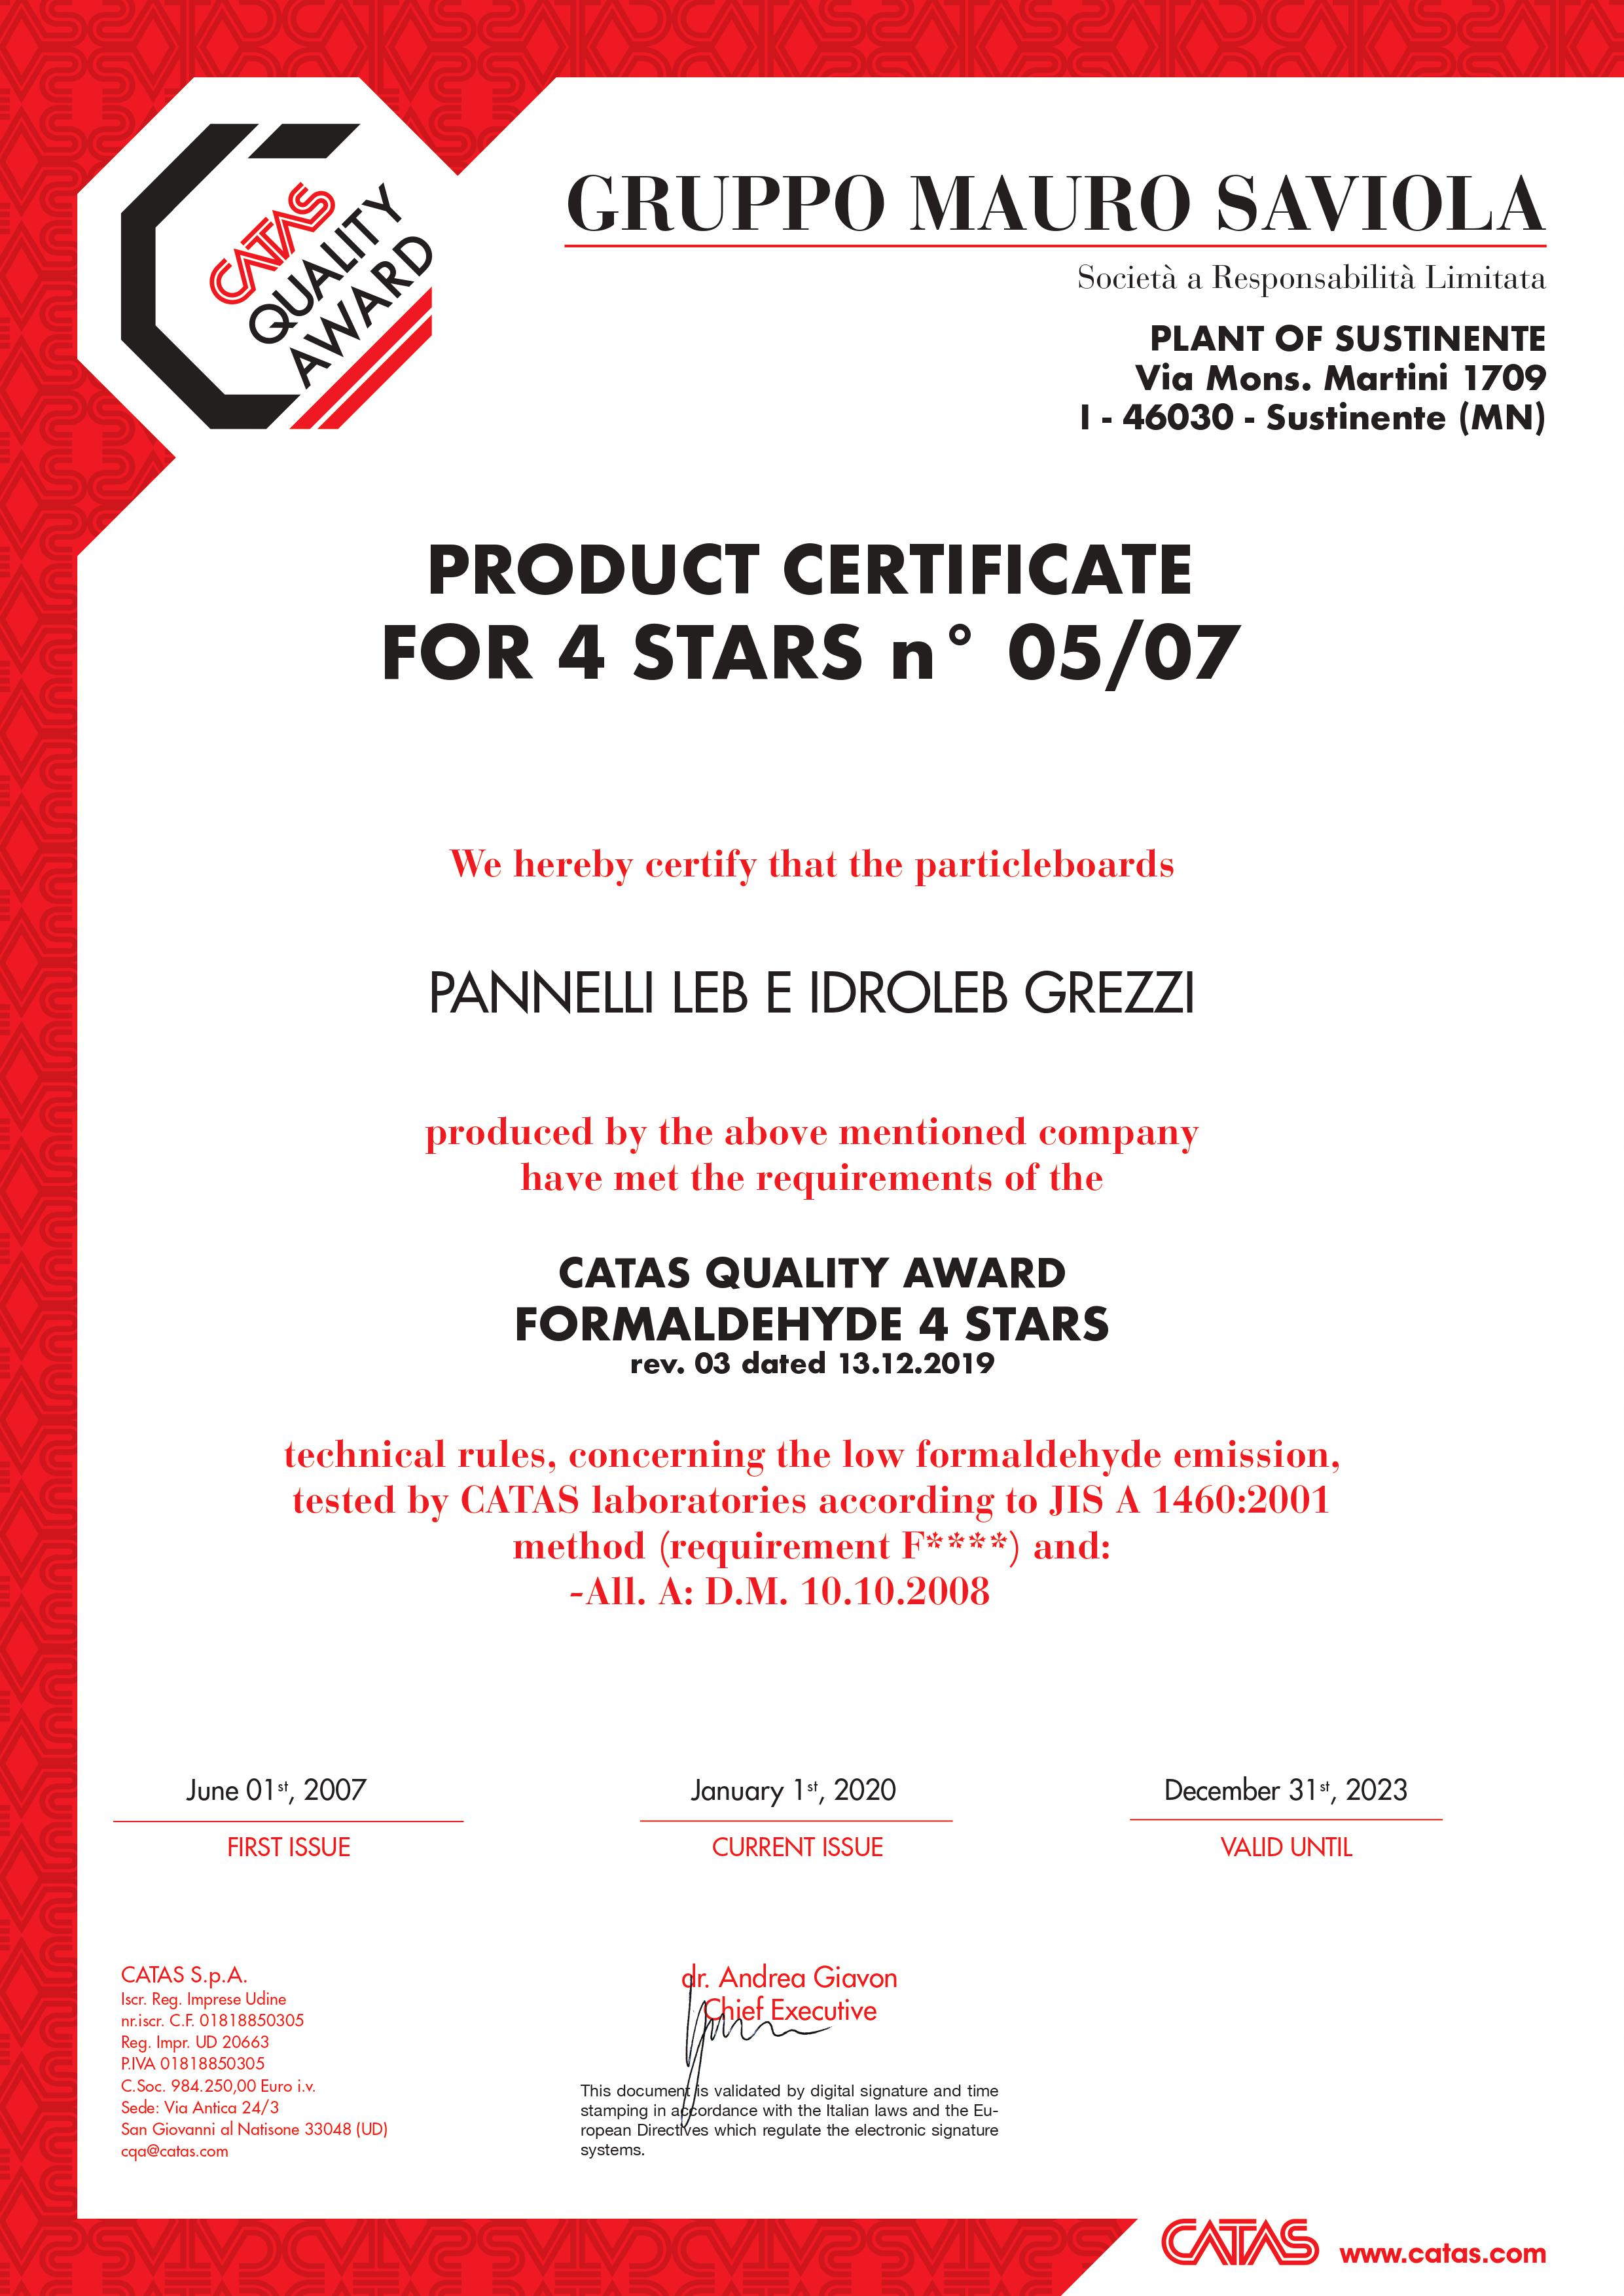 CATAS
QUALITY
AWARD
GRUPPO MAURO SAVIOLA
Società a Responsabilità Limitata
PLANT OF SUSTINENTE
Via Mons. Martini 1709
I - 46030 - Sustinente (MN)
PRODUCT CERTIFICATE
FOR 4 STARS n° 05/07
We hereby certify that the particleboards
PANNELLI LEB E IDROLEB GREZZI
produced by the above mentioned company
have met the requirements of the
CATAS QUALITY AWARD
FORMALDEHYDE 4 STARS
rev. 03 dated 13.12.2019
technical rules, concerning the low formaldehyde emission,
tested by CATAS laboratories according to JIS A 1460:2001
method (requirement F****) and:
-All. A: D.M. 10.10.2008
June 01st, 2007
FIRST ISSUE
January 1st, 2020
CURRENT ISSUE
December 31st, 2023
VALID UNTIL
CATAS S.p.A.
Iscr. Reg. Imprese Udine
nr.iscr. C.F. 01818850305
Reg. Impr. UD 20663
P.IVA 01818850305
C.Soc. 984.250,00 Euro i.v.
Sede: Via Antica 24/3
San Giovanni al Natisone 33048 (UD)
cqa@catas.com
dr. Andrea Giavon
Chief Executive
This document is validated by digital signature and time
stamping in accordance with the Italian laws and the Eu-
ropean Directives which regulate the electronic signature
systems.
CATAS www.catas.com